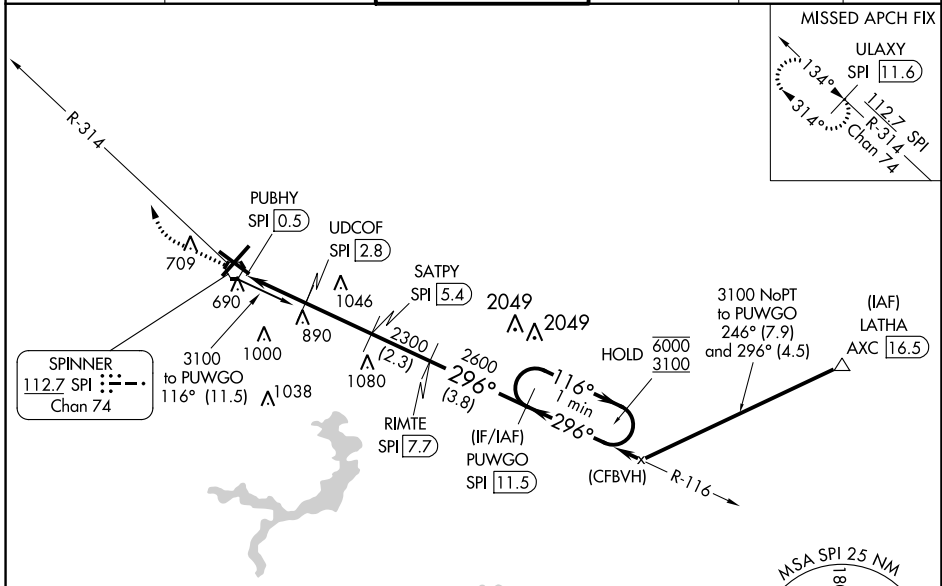 MISSED APCH FIX
ULAXY
SPI 11.6
134°
314°
112.7 SPI
R-314
Chan 74
R-314
PUBHY
SPI 0.5
UDCOF
SPI 2.8
SATPY
SPI 5.4
709
690
1046
890
1000
1038
1080
2049
2049
SPINNER
112.7 SPI
Chan 74
3100
to PUWGO
116° (11.5)
2300
(2.3)
2600
296°
(3.8)
RIMTE
SPI 7.7
HOLD 6000
3100
116°
1 min
296°
(IF/IAF)
PUWGO
SPI 11.5
3100 NoPT
to PUWGO
246° (7.9)
and 296° (4.5)
(IAF)
LATHA
AXC 16.5
(CFBVH)
R-116
MSA SPI 25 NM